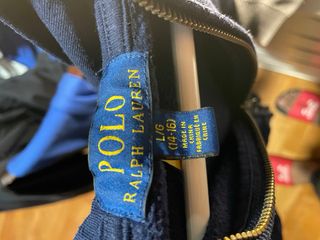 POLO
RALPH LAUREN
L/G
(14-16)
MADE IN
CHINA
FABRIQUÉ EN
CHINE